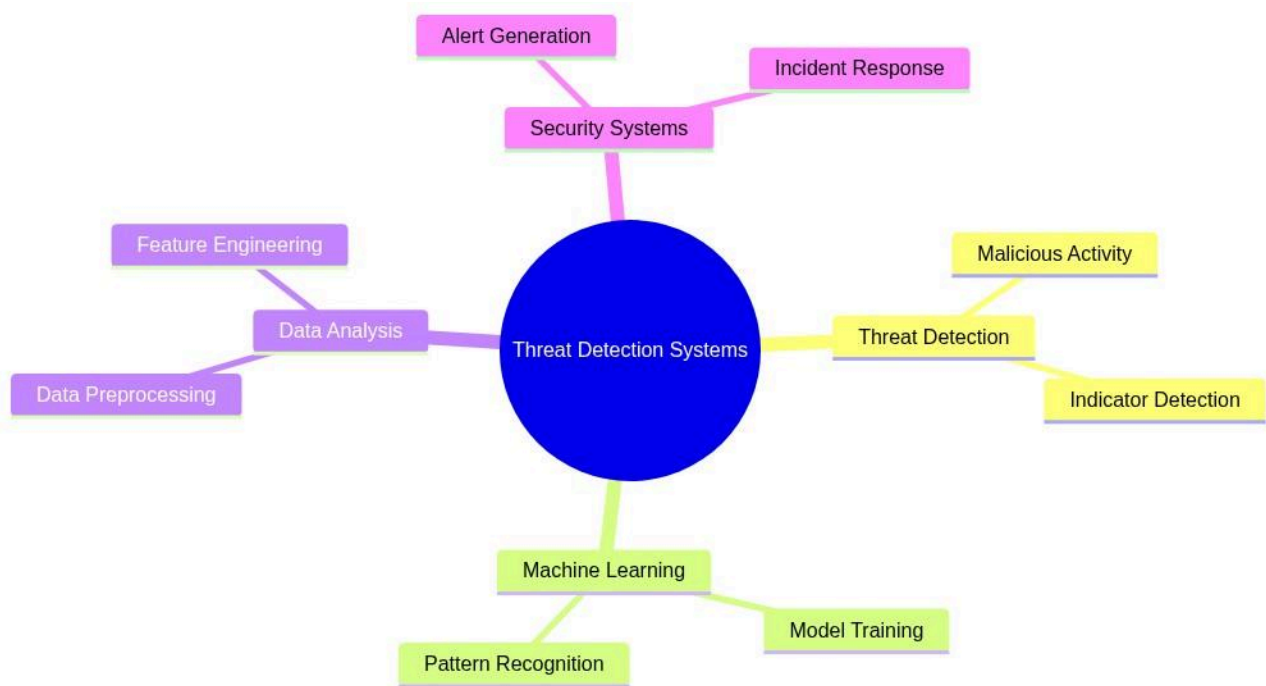 Alert Generation
Incident Response
Security Systems
Feature Engineering
Malicious Activity
Data Analysis
Threat Detection Systems
Threat Detection
Data Preprocessing
Indicator Detection
Machine Learning
Model Training
Pattern Recognition